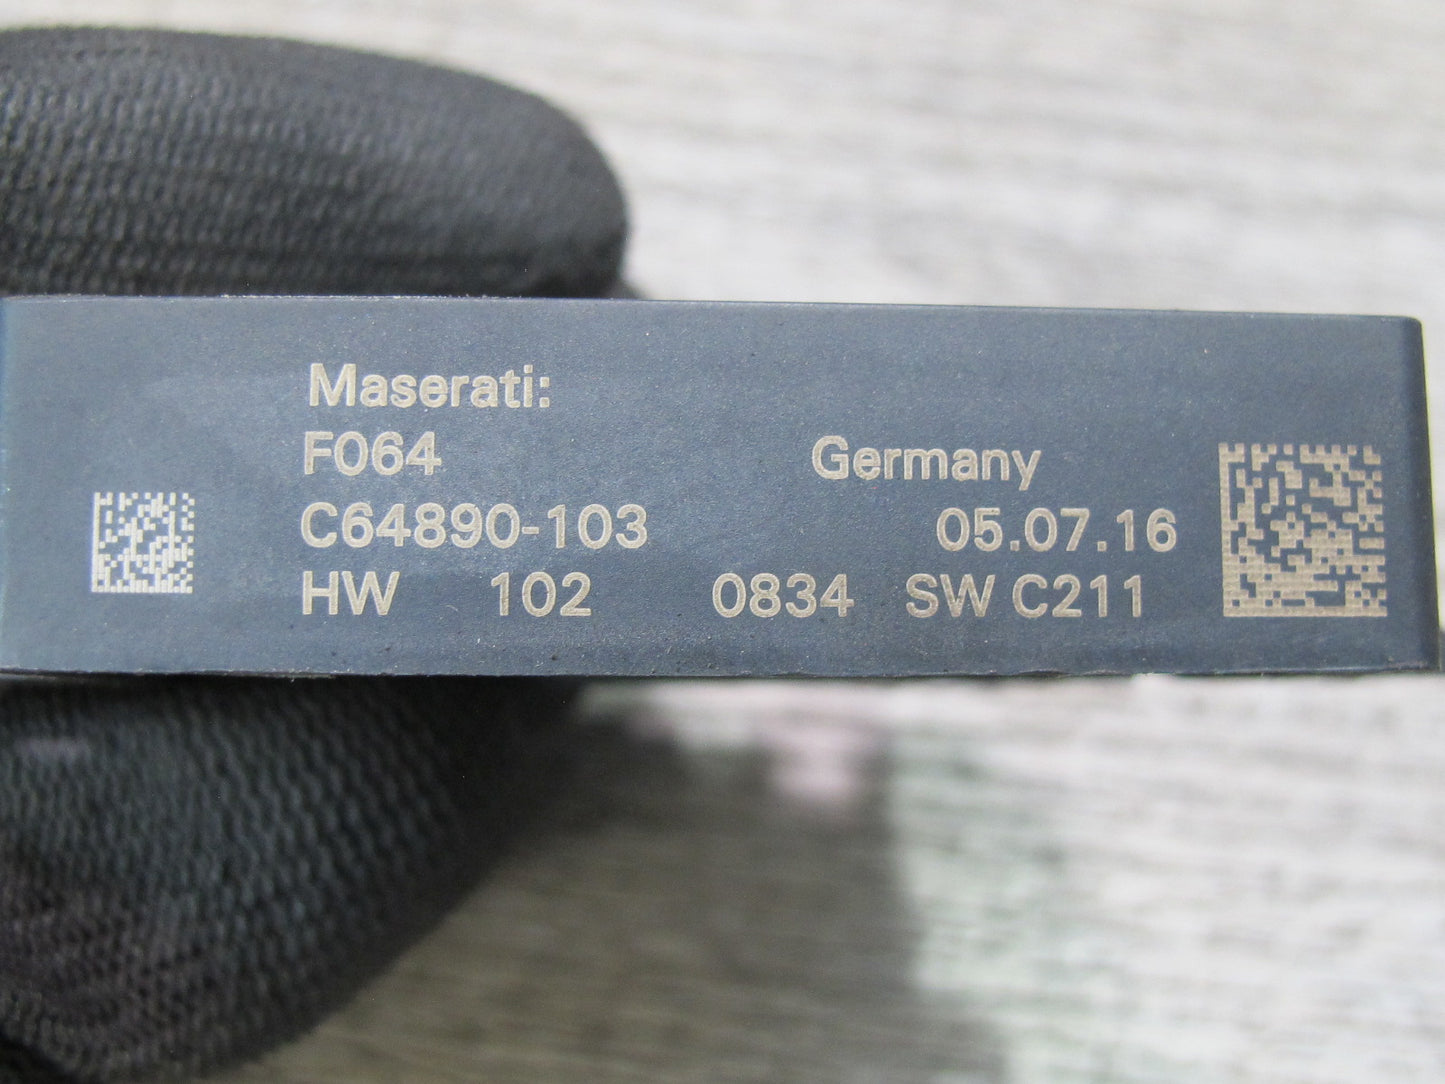 Maserati:
F064 Germany
C64890-103 05.07.16
HW 102 0834 SW C211